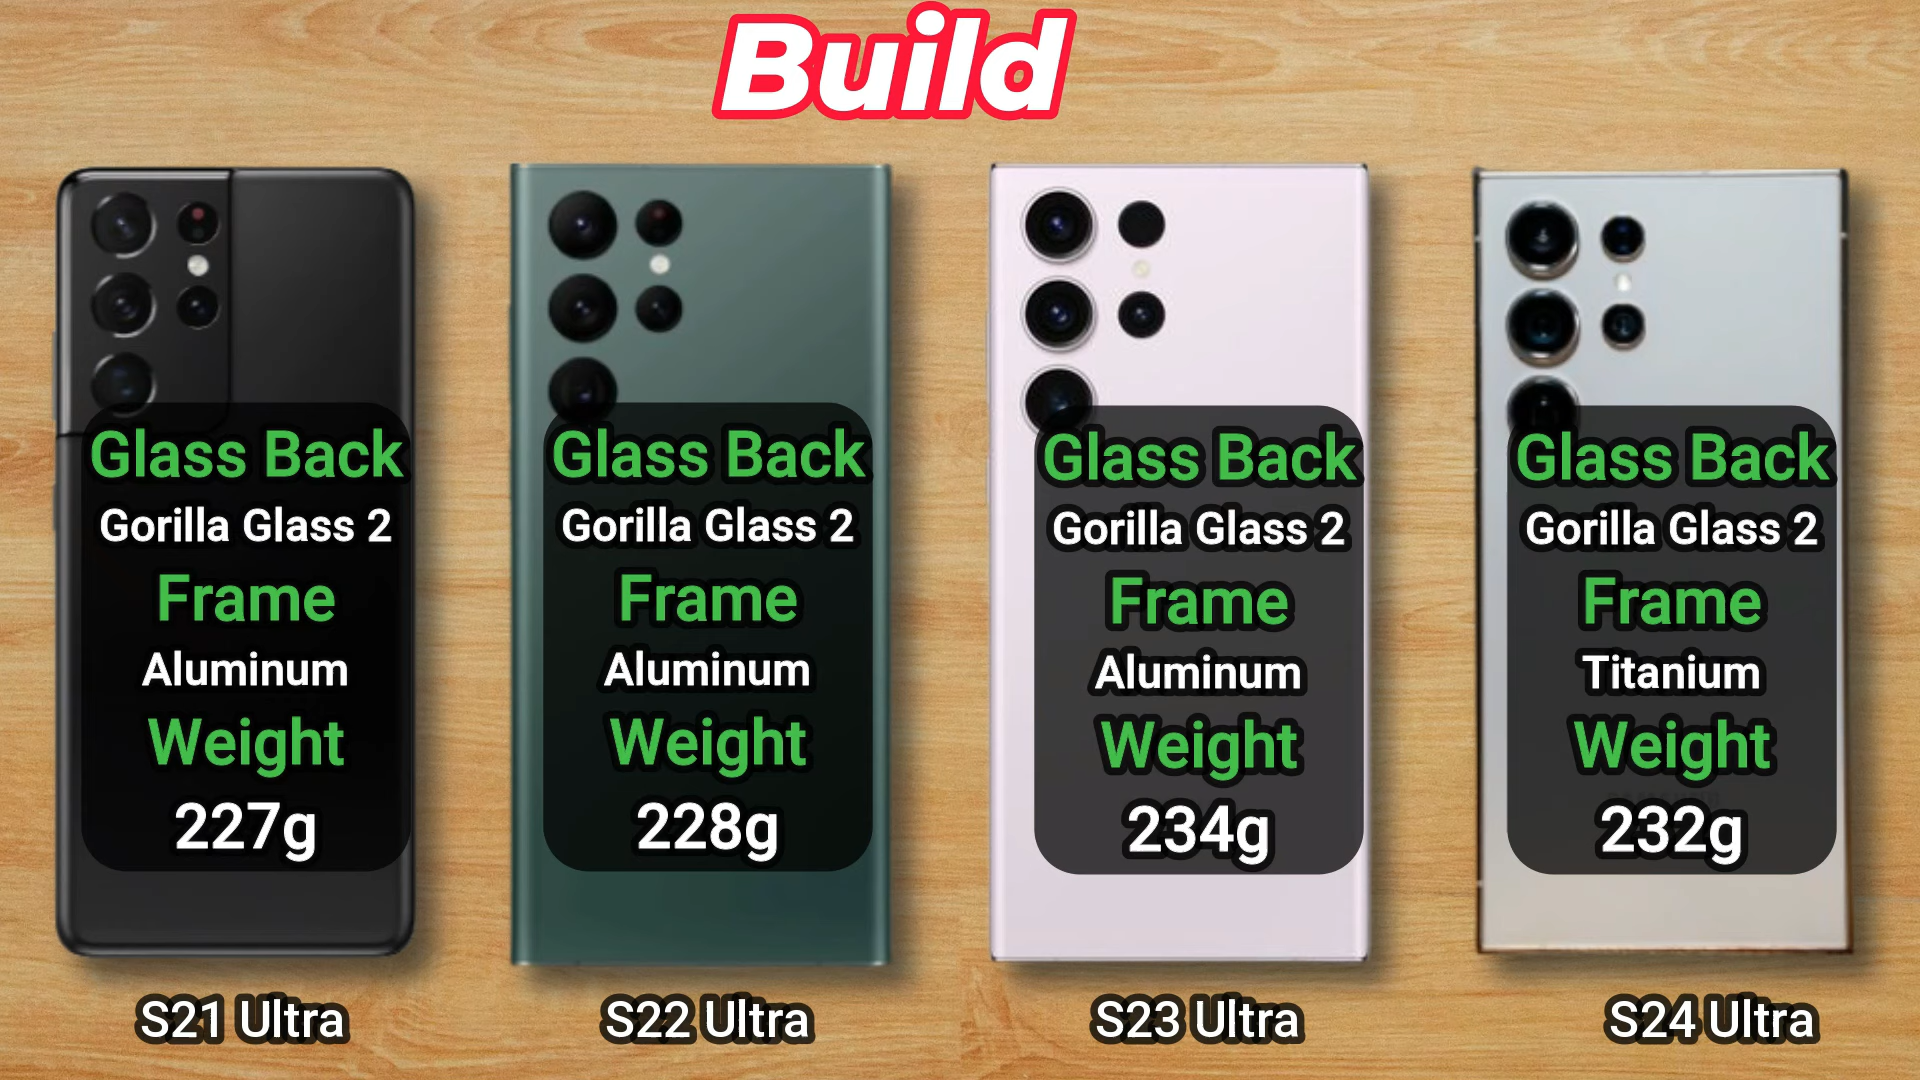 Build
Glass Back
Gorilla Glass 2
Frame
Aluminum
Weight
227g
S21 Ultra
Glass Back
Gorilla Glass 2
Frame
Aluminum
Weight
228g
S22 Ultra
Glass Back
Gorilla Glass 2
Frame
Aluminum
Weight
234g
S23 Ultra
Glass Back
Gorilla Glass 2
Frame
Titanium
Weight
232g
S24 Ultra